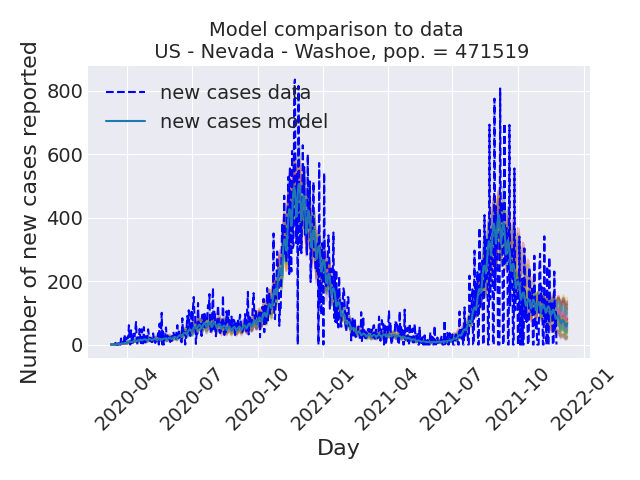 Model comparison to data
US - Nevada - Washoe, pop. = 471519
Number of new cases reported
800
600
400
200
0
new cases data
new cases model
2020-04
2020-07
2020-10
2021-01
2021-04
2021-07
2021-10
2022-01
Day